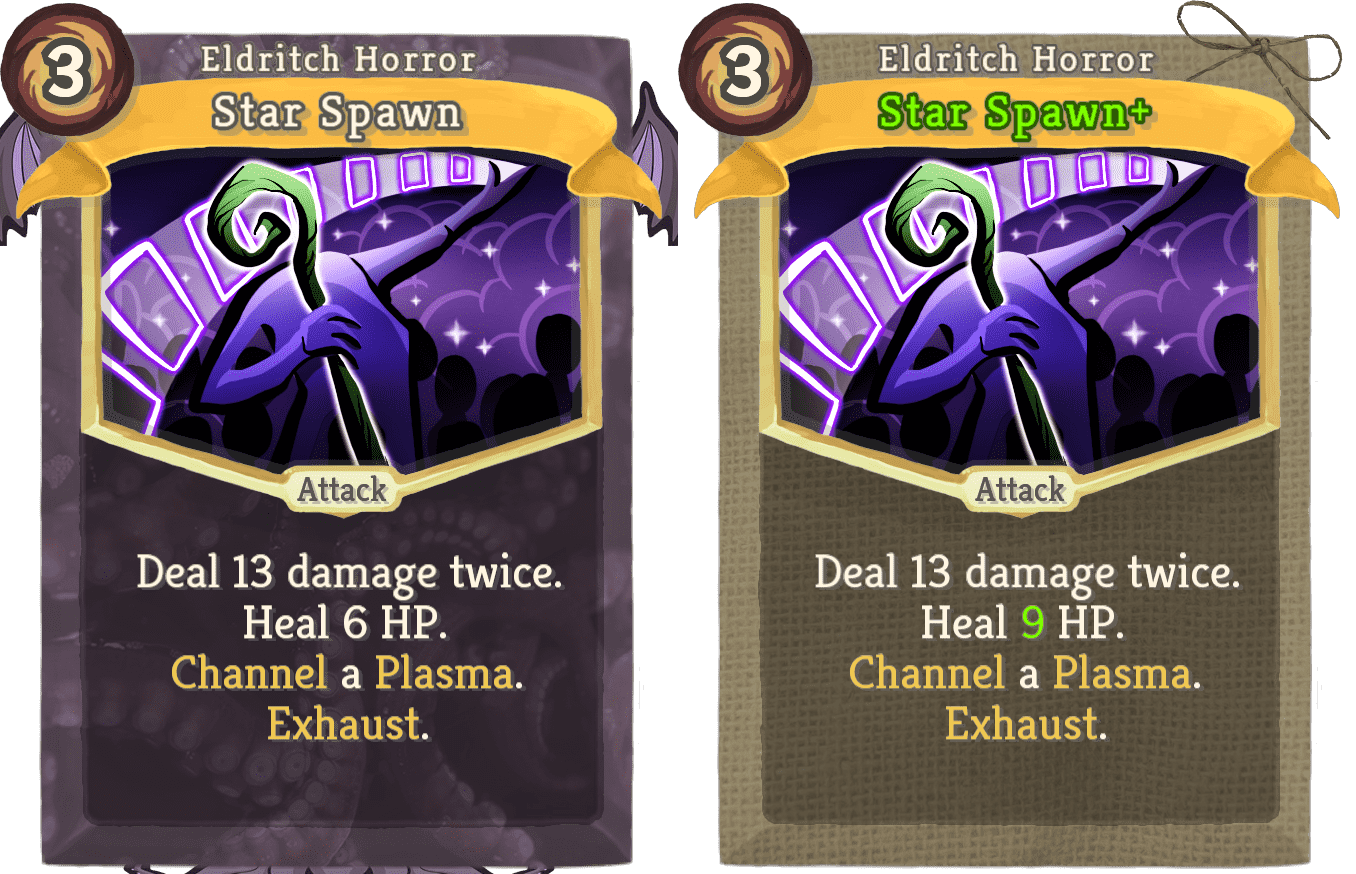 3
Eldritch Horror
Star Spawn
Attack
Deal 13 damage twice.
Heal 6 HP.
Channel a Plasma.
Exhaust.
3
Eldritch Horror
Star Spawn+
Attack
Deal 13 damage twice.
Heal 9 HP.
Channel a Plasma.
Exhaust.